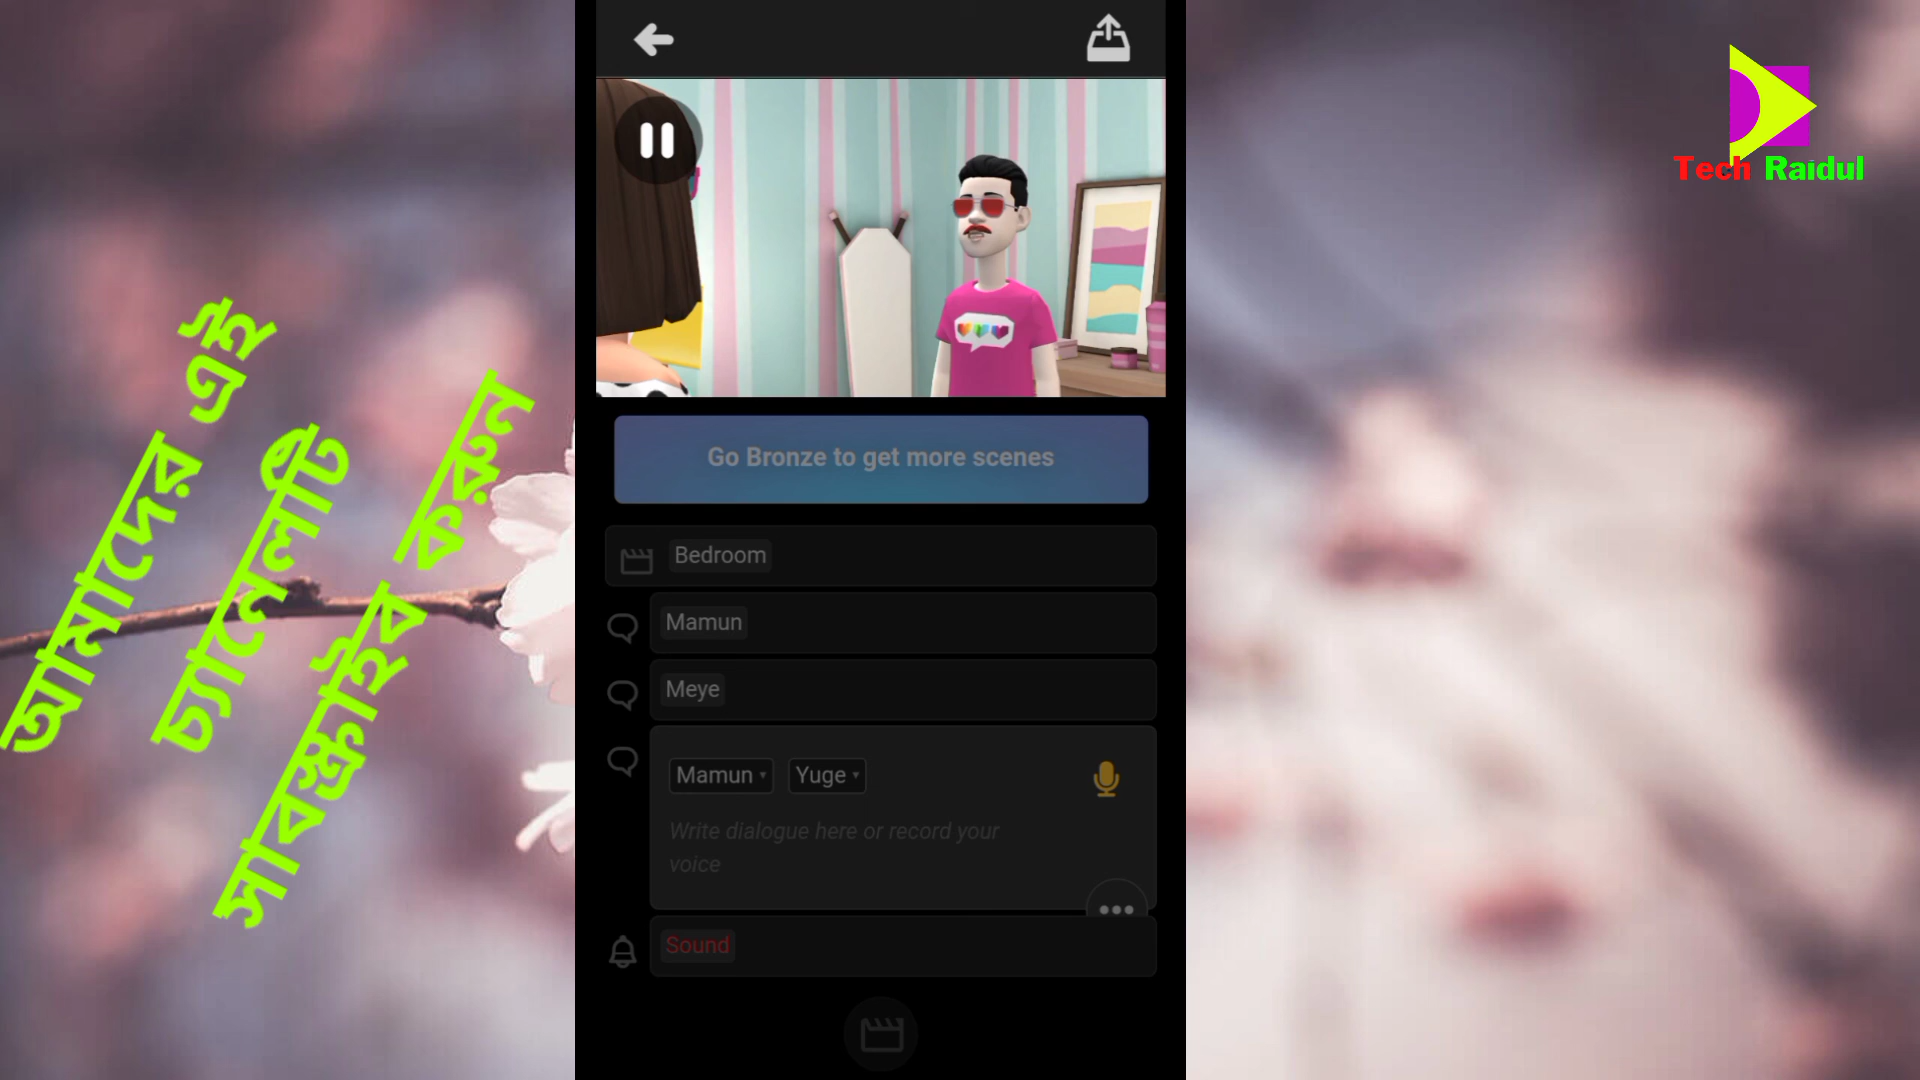 আমাদের এই
চ্যানেলটি
সাবস্ক্রাইব করুন
Tech Raidul
Go Bronze to get more scenes
Bedroom
Mamun
Meye
Mamun Yuge
Write dialogue here or record your
voice
Sound